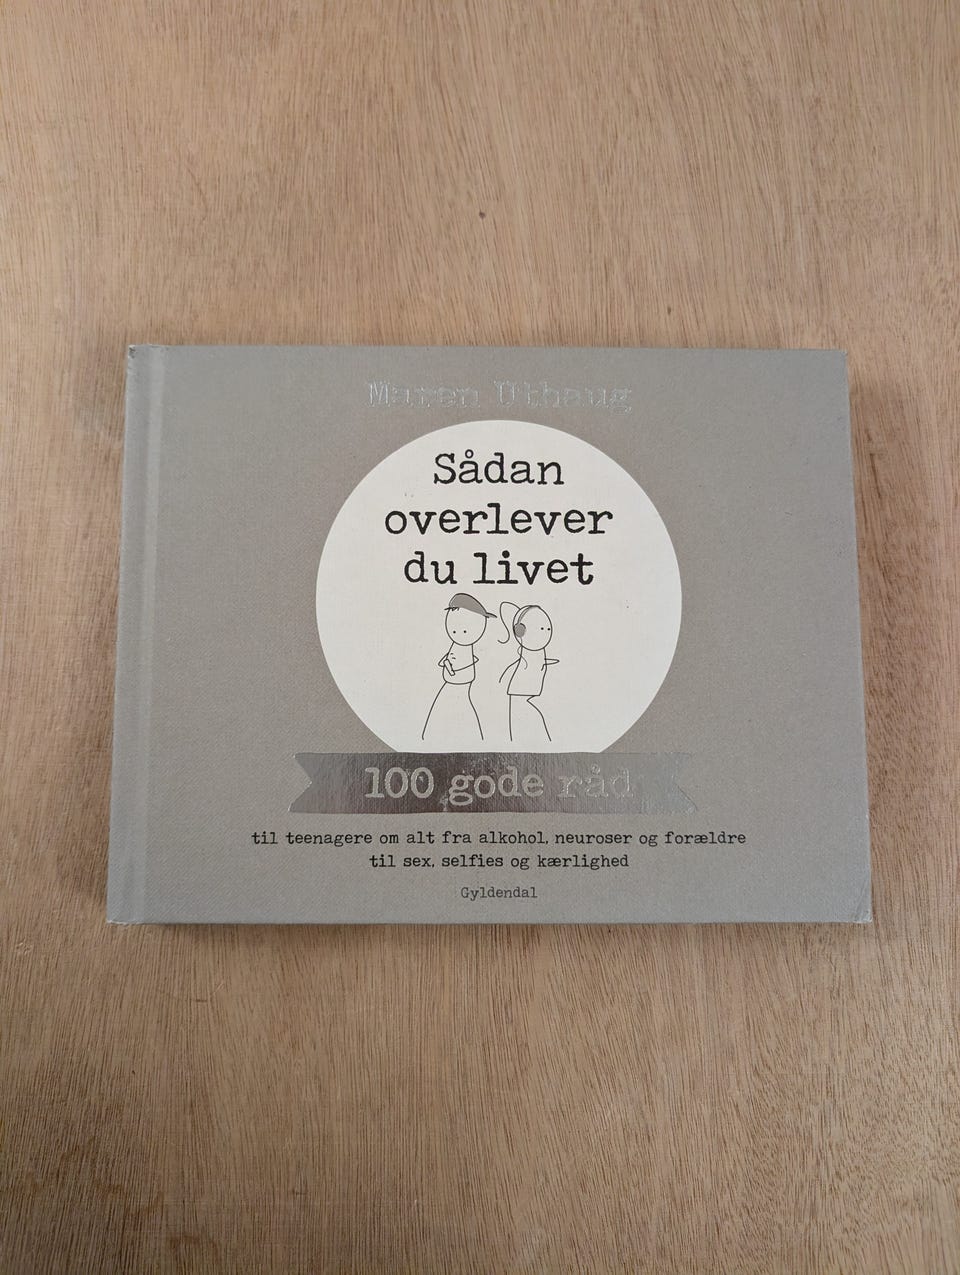 Maren Uthaug
Sådan
overlever
du livet
100 gode råd
til teenagere om alt fra alkohol, neuroser og forældre
til sex, selfies og kærlighed
Gyldendal